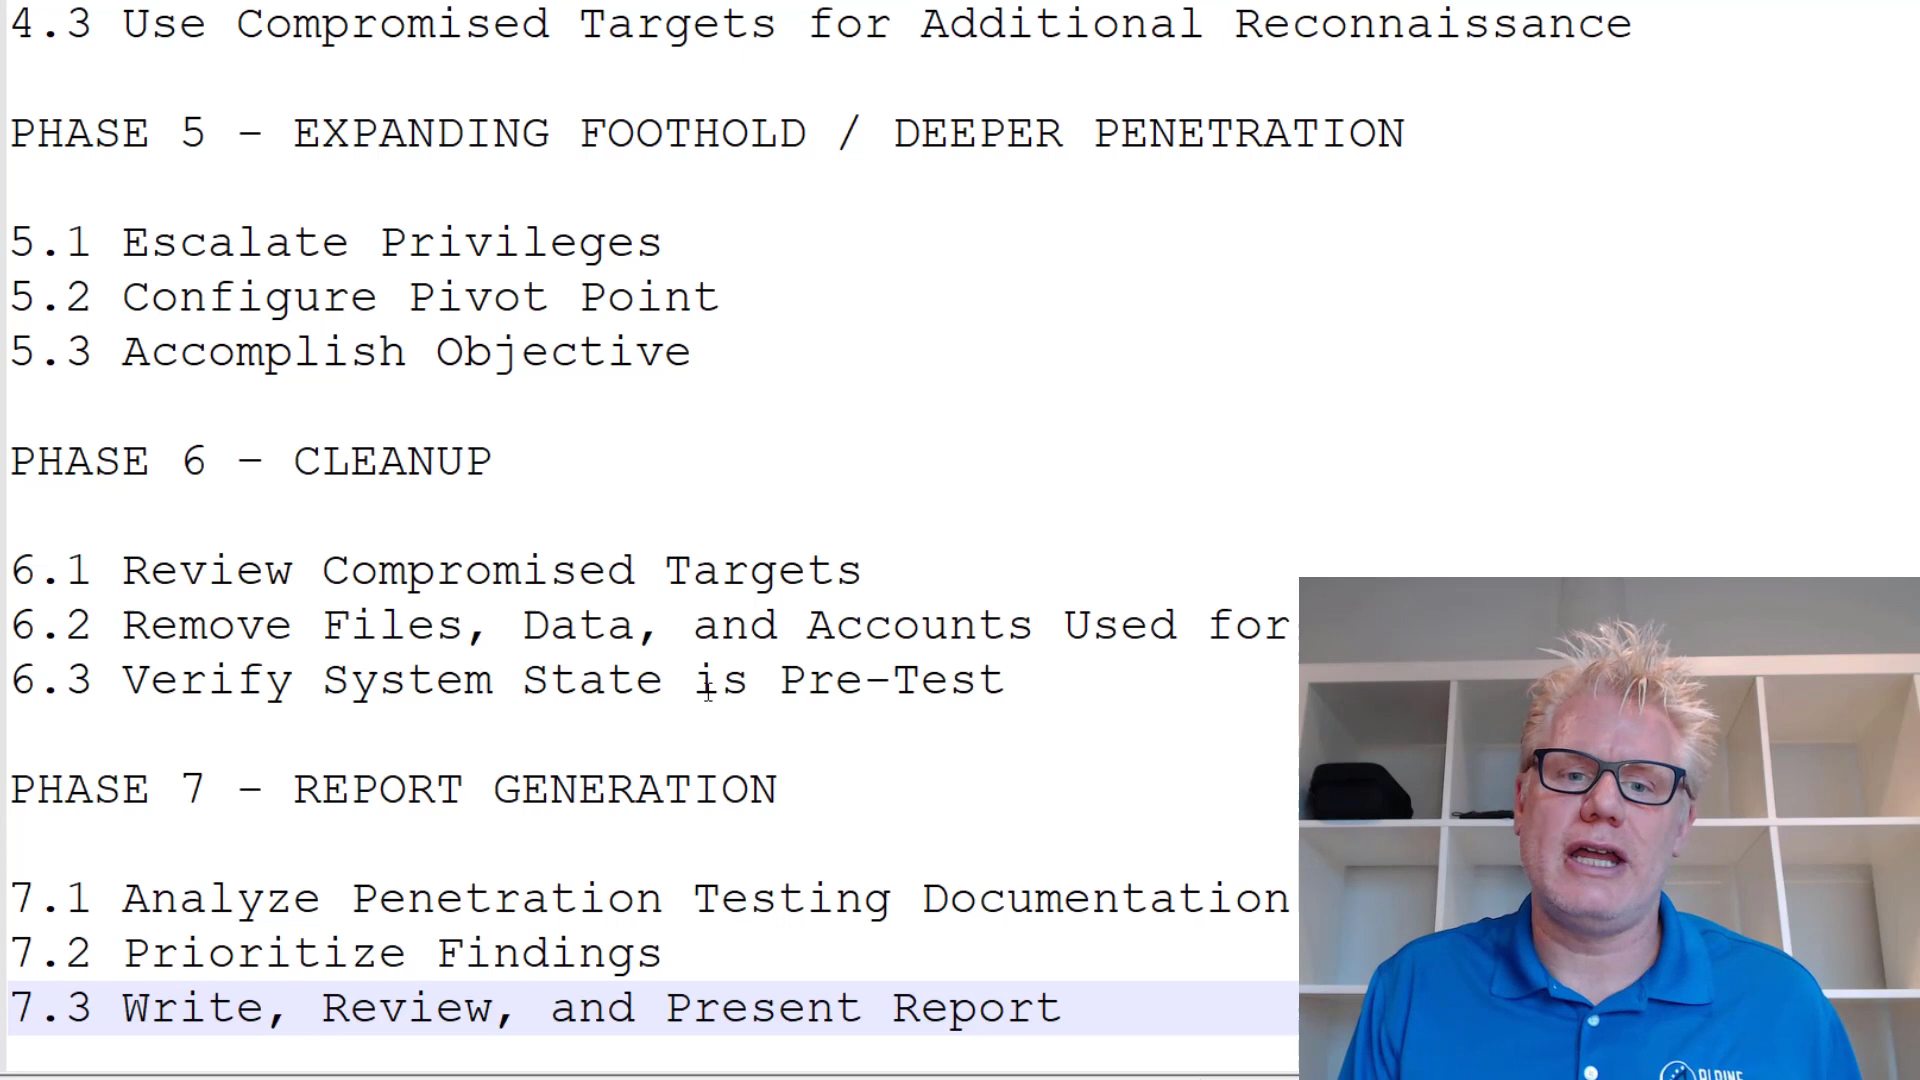 4.3 Use Compromised Targets for Additional Reconnaissance
PHASE 5 – EXPANDING FOOTHOLD / DEEPER PENETRATION
5.1 Escalate Privileges
5.2 Configure Pivot Point
5.3 Accomplish Objective
PHASE 6 – CLEANUP
6.1 Review Compromised Targets
6.2 Remove Files, Data, and Accounts Used for
6.3 Verify System State is Pre-Test
PHASE 7 – REPORT GENERATION
7.1 Analyze Penetration Testing Documentation
7.2 Prioritize Findings
7.3 Write, Review, and Present Report